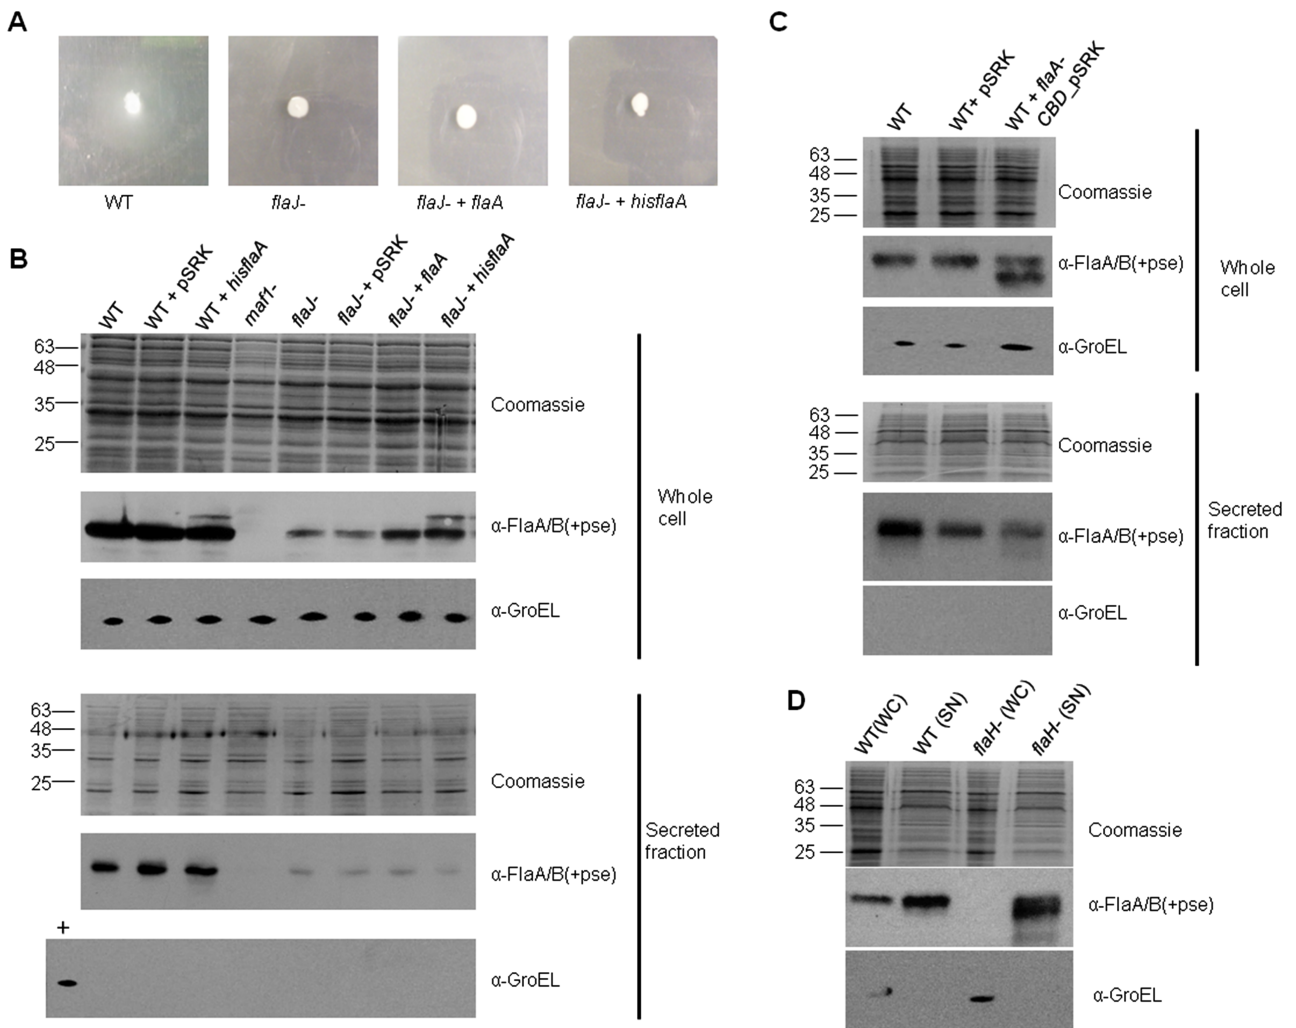 A
WT
flaJ-
flaJ- + flaA
flaJ- + hisflaA
B
WT
WT + pSRK
WT + hisflaA
maf1-
flaJ-
flaJ- + pSRK
flaJ- + flaA
flaJ- + hisflaA
63
48
35
25
Coomassie
α-FlaA/B(+pse)
α-GroEL
Whole
cell
63
48
35
25
Coomassie
α-FlaA/B(+pse)
+
α-GroEL
Secreted
fraction
C
WT
WT+ pSRK
WT + flaA-
CBD_pSRK
63
48
35
25
Coomassie
α-FlaA/B(+pse)
α-GroEL
Whole
cell
63
48
35
25
Coomassie
α-FlaA/B(+pse)
α-GroEL
Secreted
fraction
D
WT(WC)
WT (SN)
flaH- (WC)
flaH- (SN)
63
48
35
25
Coomassie
α-FlaA/B(+pse)
α-GroEL